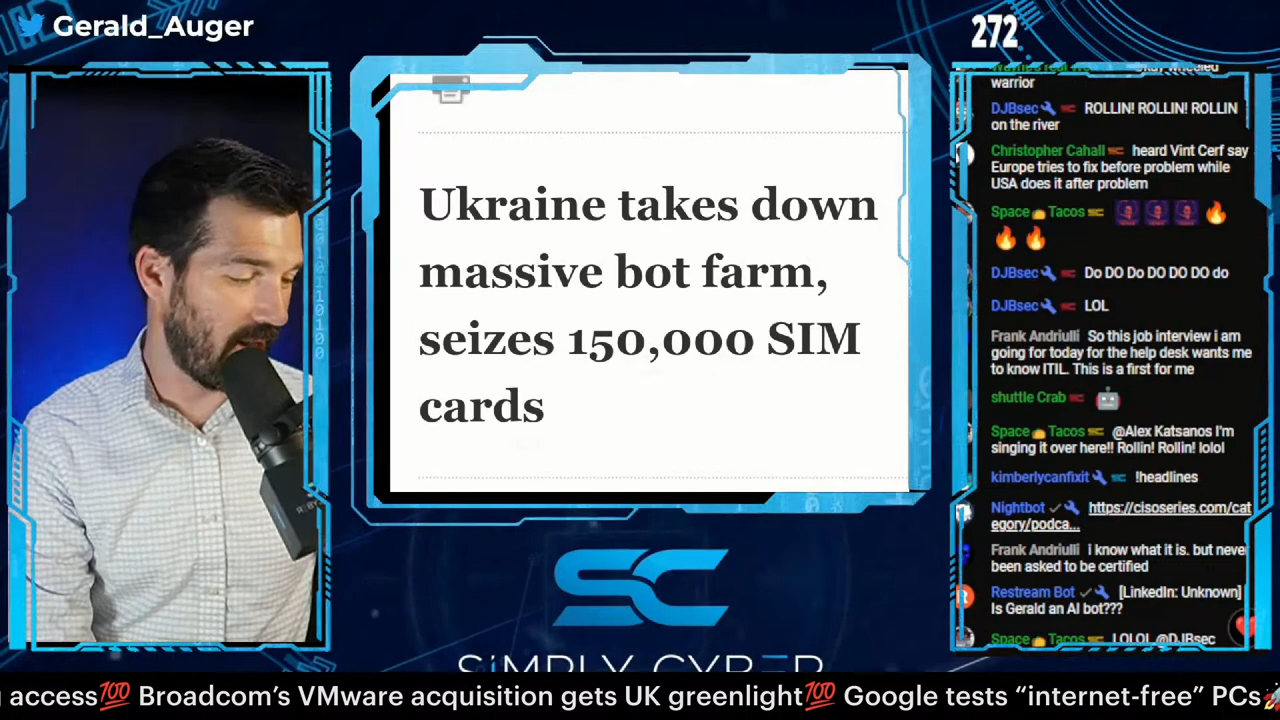 Gerald_Auger
272
Ukraine takes down
massive bot farm,
seizes 150,000 SIM
cards
warrior
DJBsec ROLLIN! ROLLIN! ROLLIN
on the river
Christopher Cahall heard Vint Cerf say
Europe tries to fix before problem while
USA does it after problem
Space Tacos
DJBsec Do DO Do DO DO DO do
DJBsec LOL
Frank Andriulli So this job interview i am
going for today for the help desk wants me
to know ITIL. This is a first for me
shuttle Crab
Space Tacos @Alex Katsanos I'm
singing it over here!! Rollin! Rollin! lolol
kimberlycanfixit !headlines
Nightbot https://cisoseries.com/cat
egory/podca...
Frank Andriulli i know what it is. but never
been asked to be certified
Restream Bot [LinkedIn: Unknown]
Is Gerald an AI bot???
Space Tacos LOLOL @DJBsec
SC
SIMPLY CYBER
access💯 Broadcom’s VMware acquisition gets UK greenlight💯 Google tests “internet-free” PCs🚀